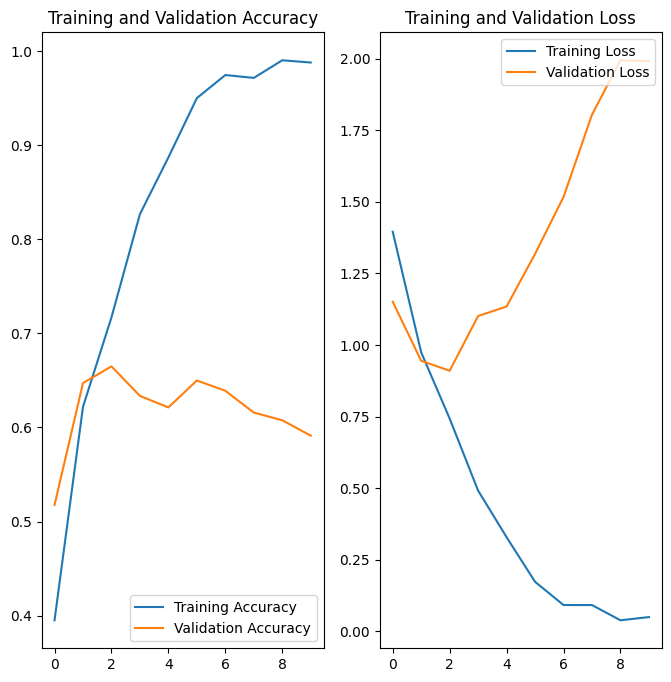 Training and Validation Accuracy
1.0
0.9
0.8
0.7
0.6
0.5
0.4
0 2 4 6 8
Training Accuracy
Validation Accuracy
Training and Validation Loss
2.00
1.75
1.50
1.25
1.00
0.75
0.50
0.25
0.00
0 2 4 6 8
Training Loss
Validation Loss